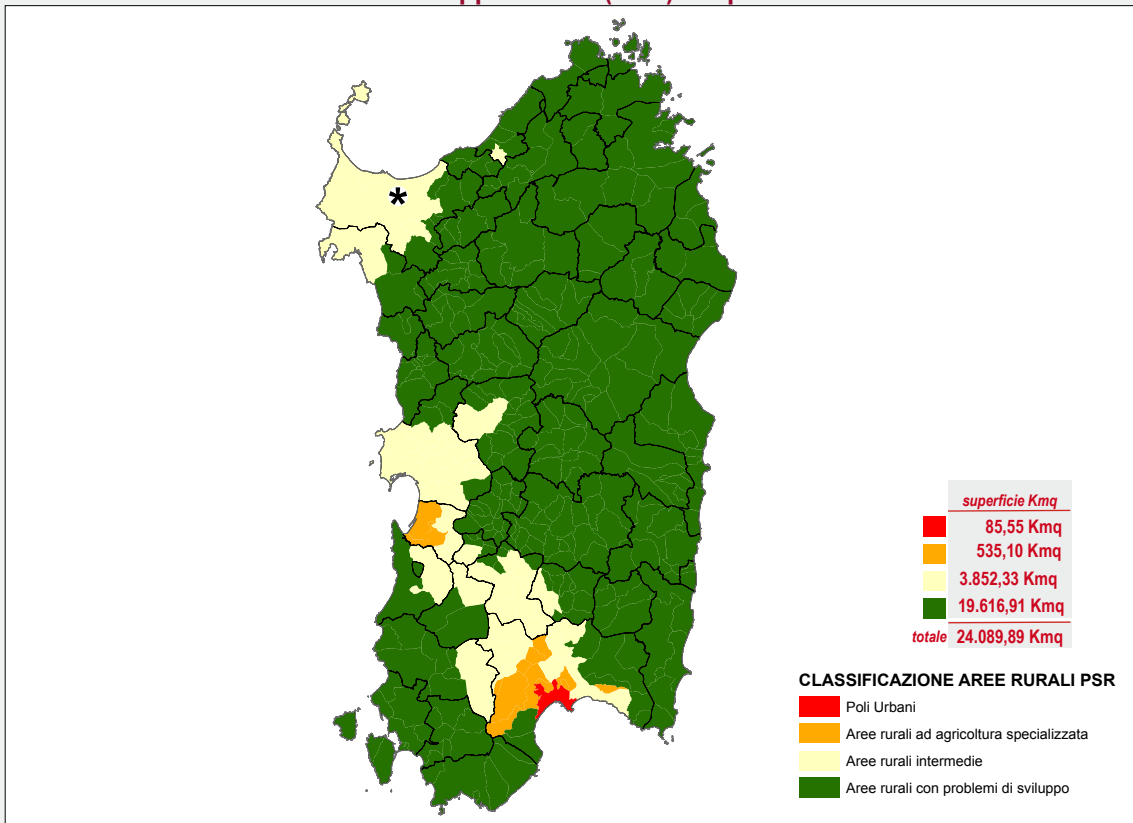 *
superficie Kmq
85,55 Kmq
535,10 Kmq
3.852,33 Kmq
19.616,91 Kmq
totale 24.089,89 Kmq
CLASSIFICAZIONE AREE RURALI PSR
Poli Urbani
Aree rurali ad agricoltura specializzata
Aree rurali intermedie
Aree rurali con problemi di sviluppo